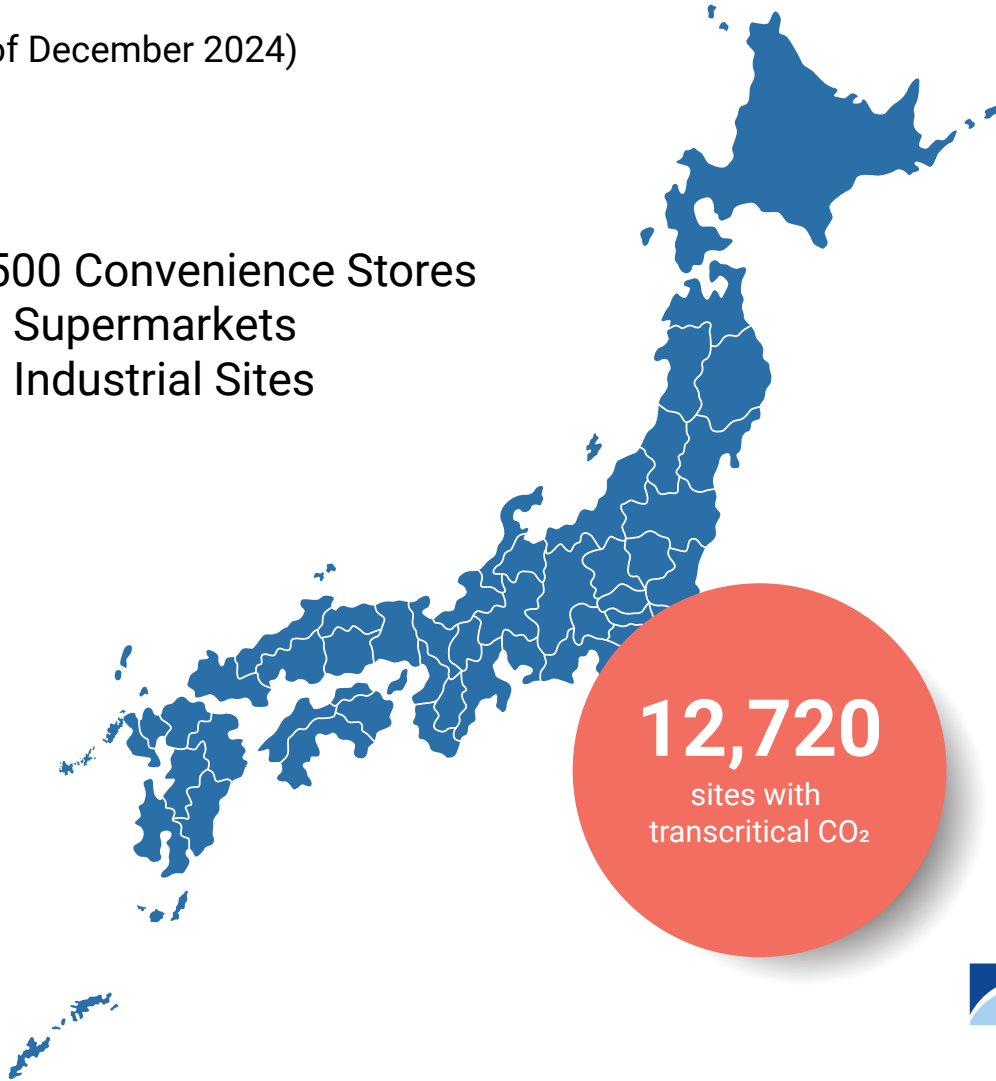 of December 2024)
500 Convenience Stores
Supermarkets
Industrial Sites
12,720
sites with
transcritical CO₂